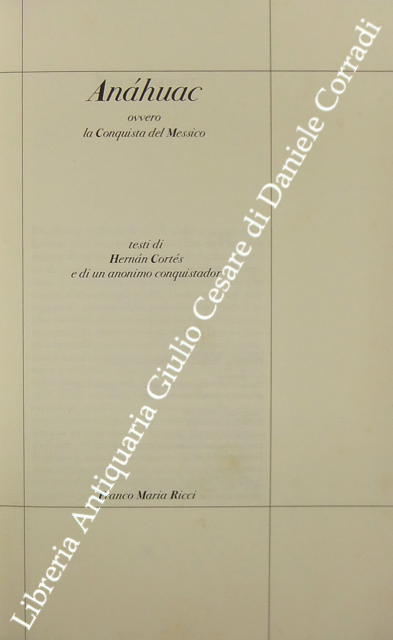 Anáhuac
ovvero
la Conquista del Messico
testi di
Hernán Cortés
e di un anonimo conquistador
Franco Maria Ricci
Libreria Antiquaria Giulio Cesare di Daniele Corradi